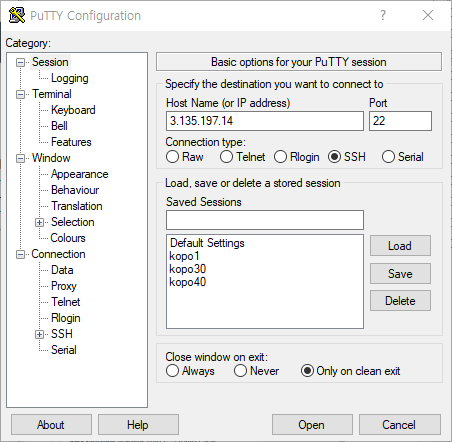 PuTTY Configuration
?
Category:
Session
Logging
Terminal
Keyboard
Bell
Features
Window
Appearance
Behaviour
Translation
Selection
Colours
Connection
Data
Proxy
Telnet
Rlogin
SSH
Serial
Basic options for your PuTTY session
Specify the destination you want to connect to
Host Name (or IP address) Port
3.135.197.14 22
Connection type:
Raw Telnet Rlogin SSH Serial
Load, save or delete a stored session
Saved Sessions
Default Settings
kopo1
kopo30
kopo40
Load
Save
Delete
Close window on exit:
Always Never Only on clean exit
About Help Open Cancel